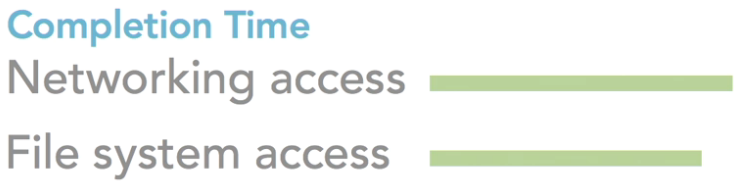 Completion Time
Networking access
File system access